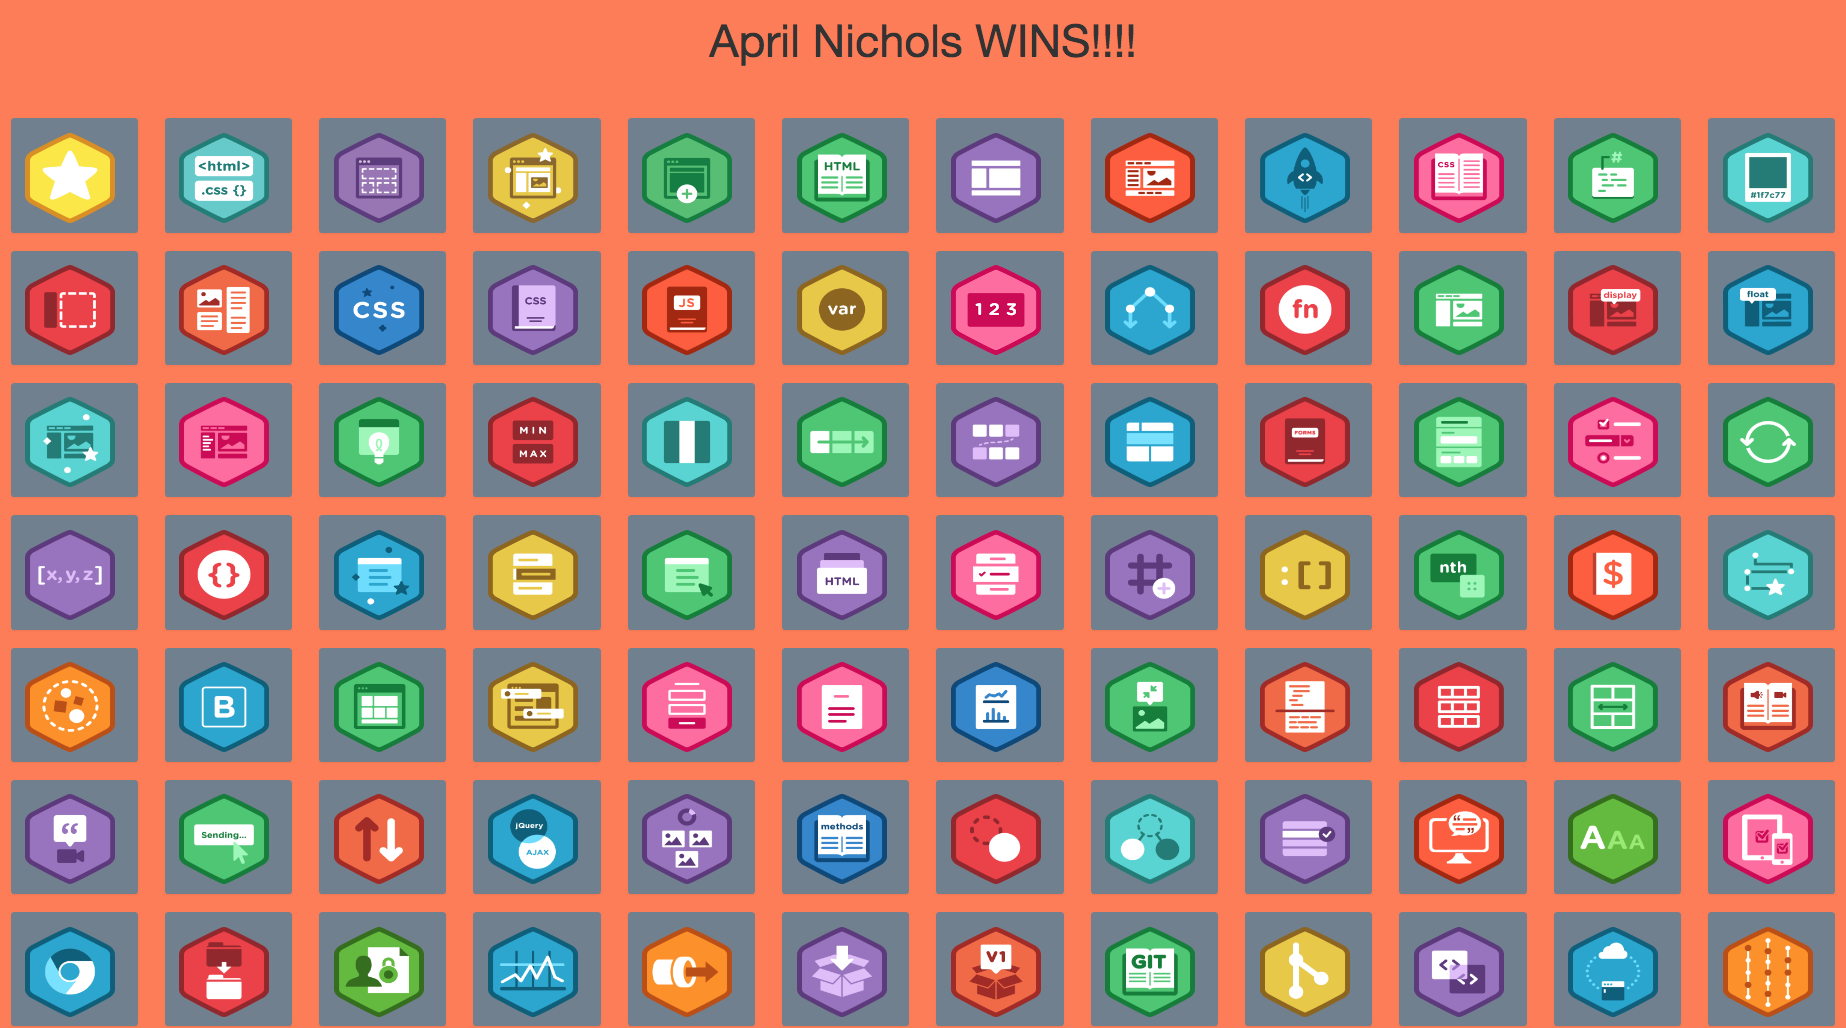 April Nichols WINS!!!!
<html>
.css {}
HTML
CSS
#
#1f7c77
CSS
CSS
JS
var
1 2 3
fn
display
float
{}
MIN
MAX
FORMS
[x,y,z]
{}
HTML
#
:[]
nth
$
B
“
Sending...
jQuery
AJAX
methods
“ ”
AAA
V1
GIT
<>
<>